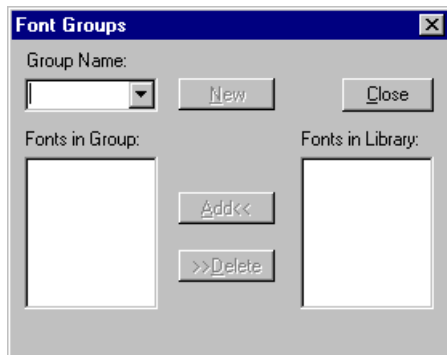 Font Groups
Group Name:
New
Close
Fonts in Group:
Fonts in Library:
Add<<
>>Delete